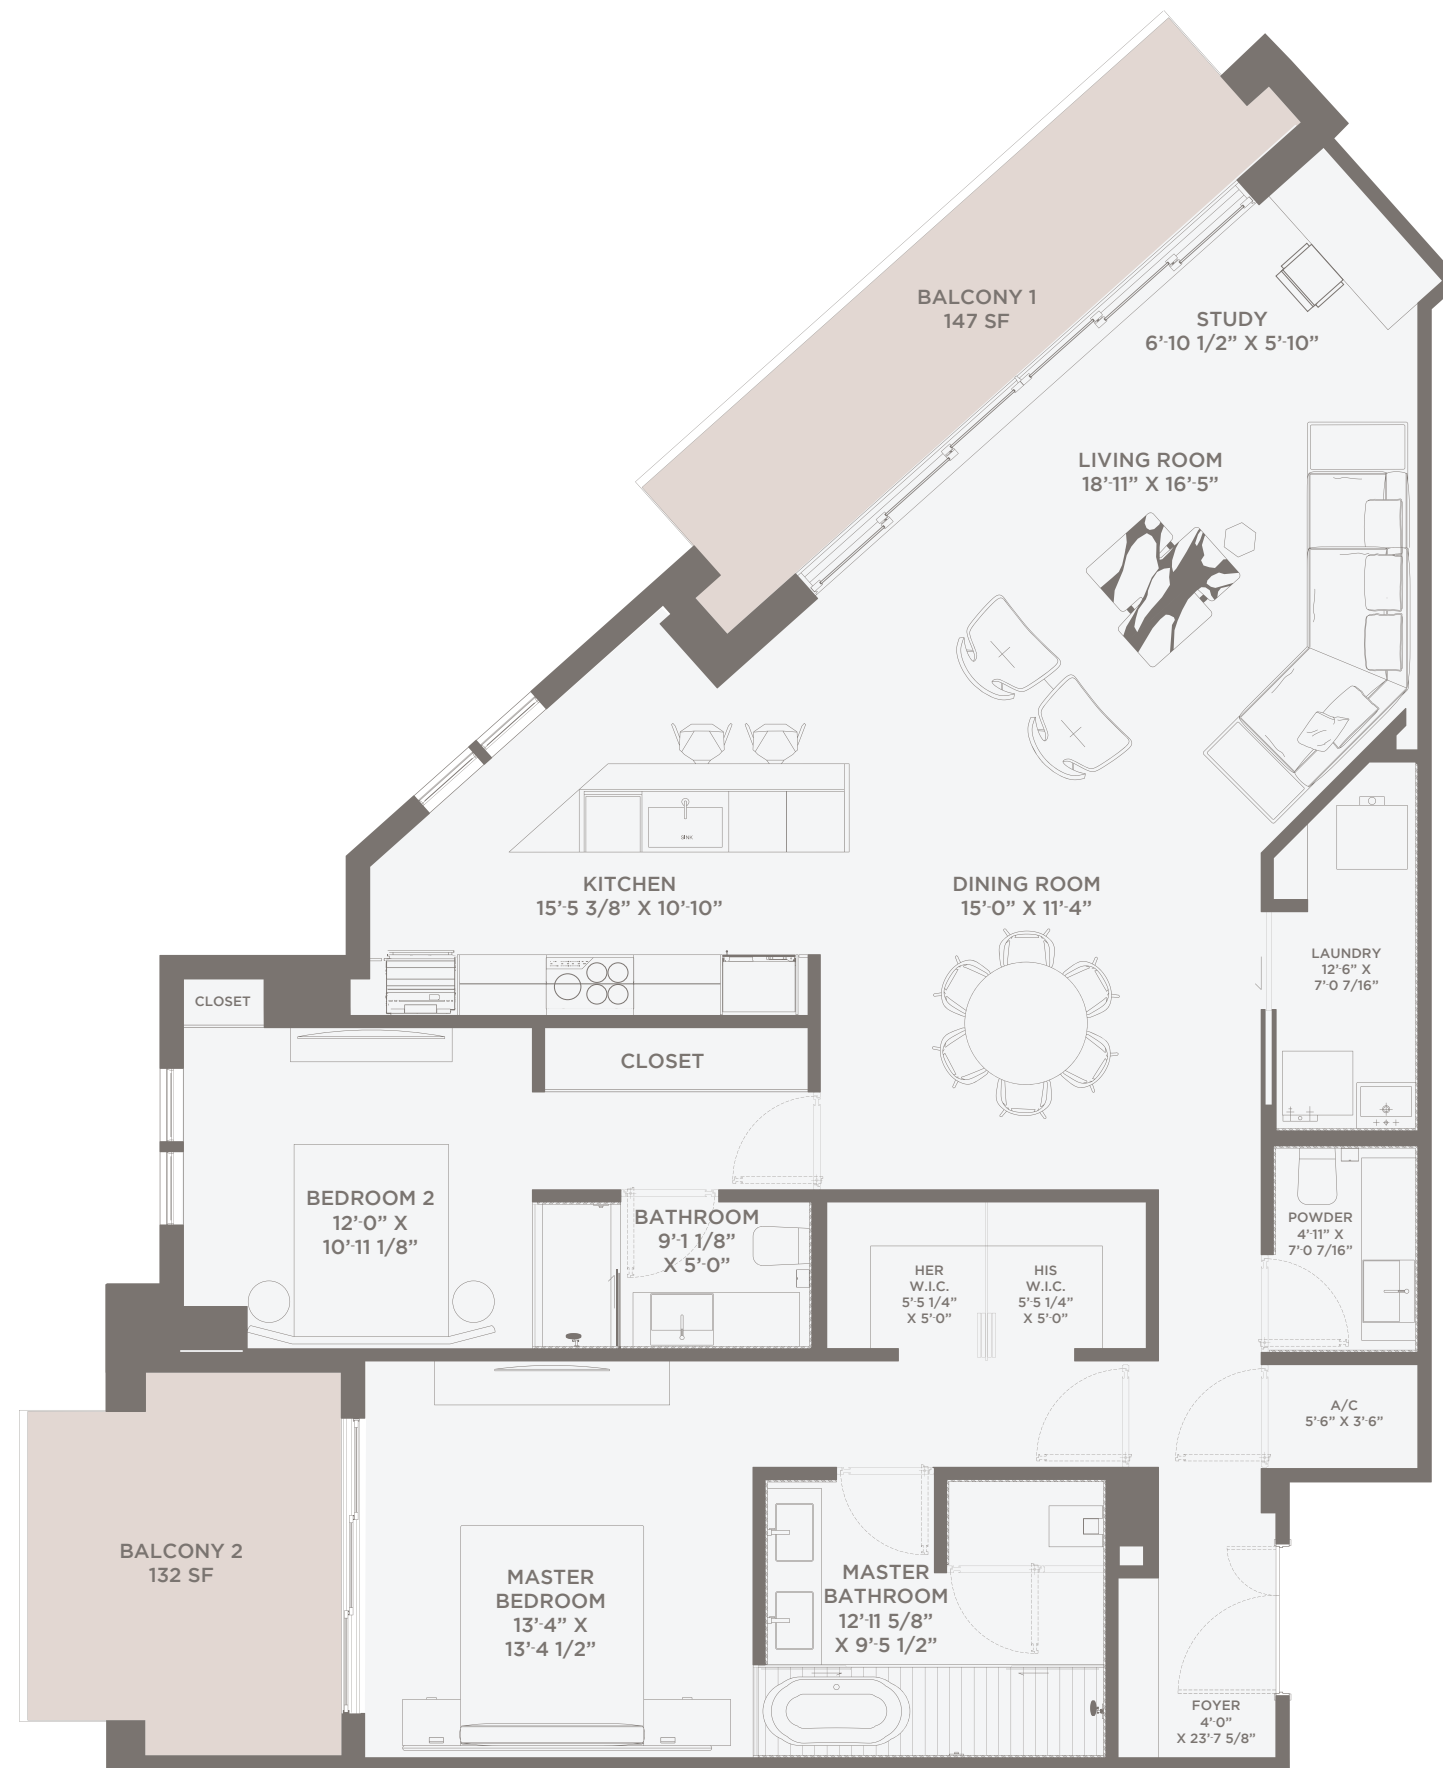 BALCONY 1
147 SF
STUDY
6’-10 1/2” X 5’-10”
LIVING ROOM
18’-11” X 16’-5”
SINK
KITCHEN
15’-5 3/8” X 10’-10”
DINING ROOM
15’-0” X 11’-4”
LAUNDRY
12’-6” X
7’-0 7/16”
CLOSET
CLOSET
BEDROOM 2
12’-0” X
10’-11 1/8”
BATHROOM
9’-1 1/8”
X 5’-0”
HER
W.I.C.
5’-5 1/4”
X 5’-0”
HIS
W.I.C.
5’-5 1/4”
X 5’-0”
POWDER
4’-11” X
7’-0 7/16”
A/C
5’-6” X 3’-6”
BALCONY 2
132 SF
MASTER
BEDROOM
13’-4” X
13’-4 1/2”
MASTER
BATHROOM
12’-11 5/8”
X 9’-5 1/2”
FOYER
4’-0”
X 23’-7 5/8”